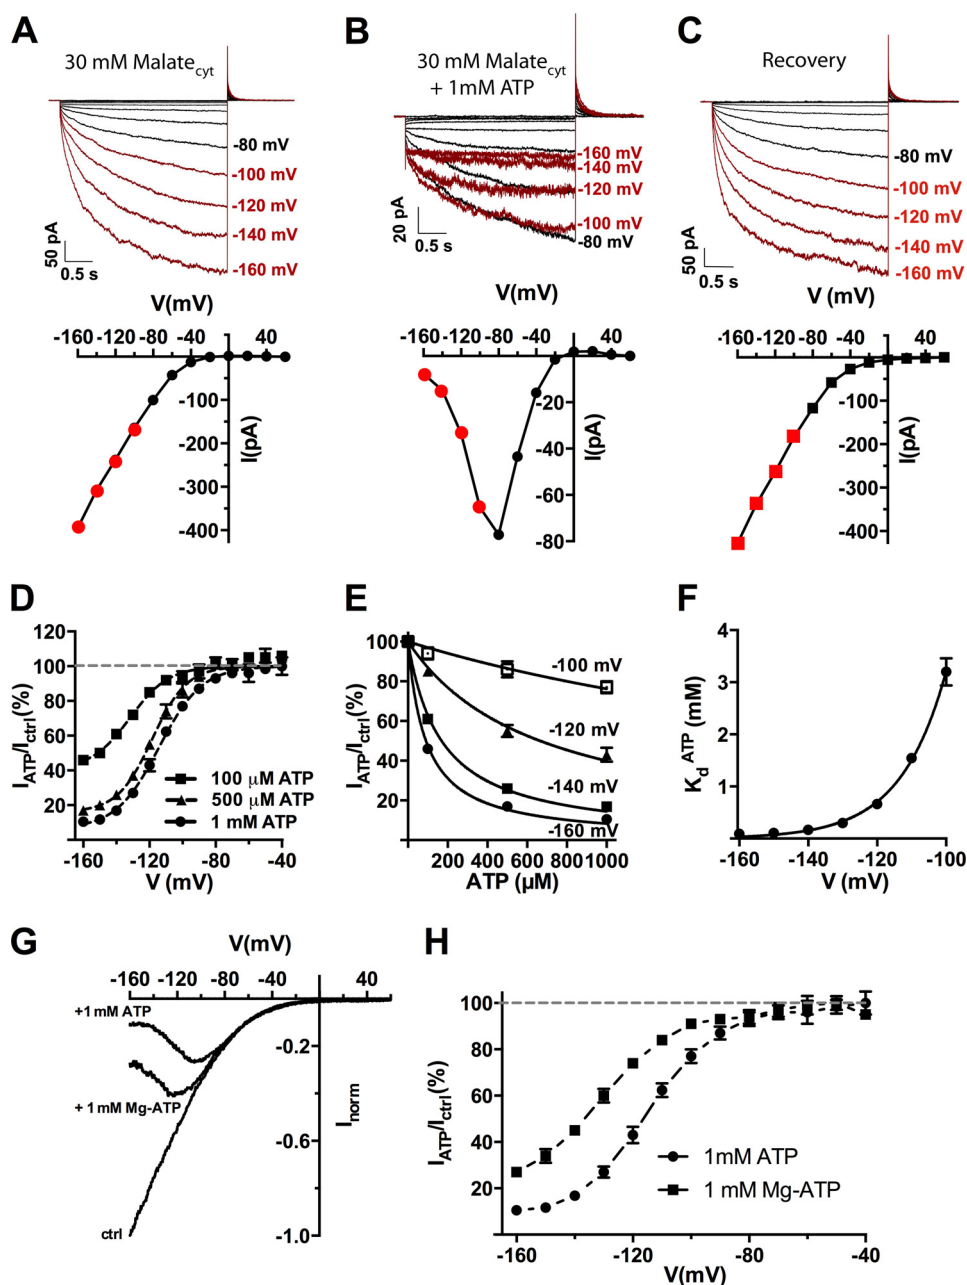 A
30 mM Malate cyt
-80 mV
-100 mV
-120 mV
-140 mV
-160 mV
50 pA
0.5 s
V(mV)
-160 -120 -80 -40 40
-100
-200
-300
-400
I(pA)
B
30 mM Malate cyt
+ 1mM ATP
-160 mV
-140 mV
-120 mV
-100 mV
-80 mV
20 pA
0.5 s
V(mV)
-160 -120 -80 -40 40
-20
-40
-60
-80
I(pA)
C
Recovery
-80 mV
-100 mV
-120 mV
-140 mV
-160 mV
50 pA
0.5 s
V (mV)
-160 -120 -80 -40 40
-100
-200
-300
-400
I(pA)
D
120
100
80
60
40
20
I ATP/I ctrl(%)
100 μM ATP
500 μM ATP
1 mM ATP
-160 -120 -80 -40
V (mV)
E
100
80
60
40
20
I ATP/I ctrl(%)
-100 mV
-120 mV
-140 mV
-160 mV
200 400 600 800 1000
ATP (μM)
F
4
3
2
1
0
K d ATP (mM)
-160 -140 -120 -100
V (mV)
G
V(mV)
-160 -120 -80 -40 0 40
+1 mM ATP
+ 1 mM Mg-ATP
ctrl
-0.2
-0.6
-1.0
I norm
H
100
80
60
40
20
I ATP/I ctrl(%)
1mM ATP
1 mM Mg-ATP
-160 -120 -80 -40
V(mV)